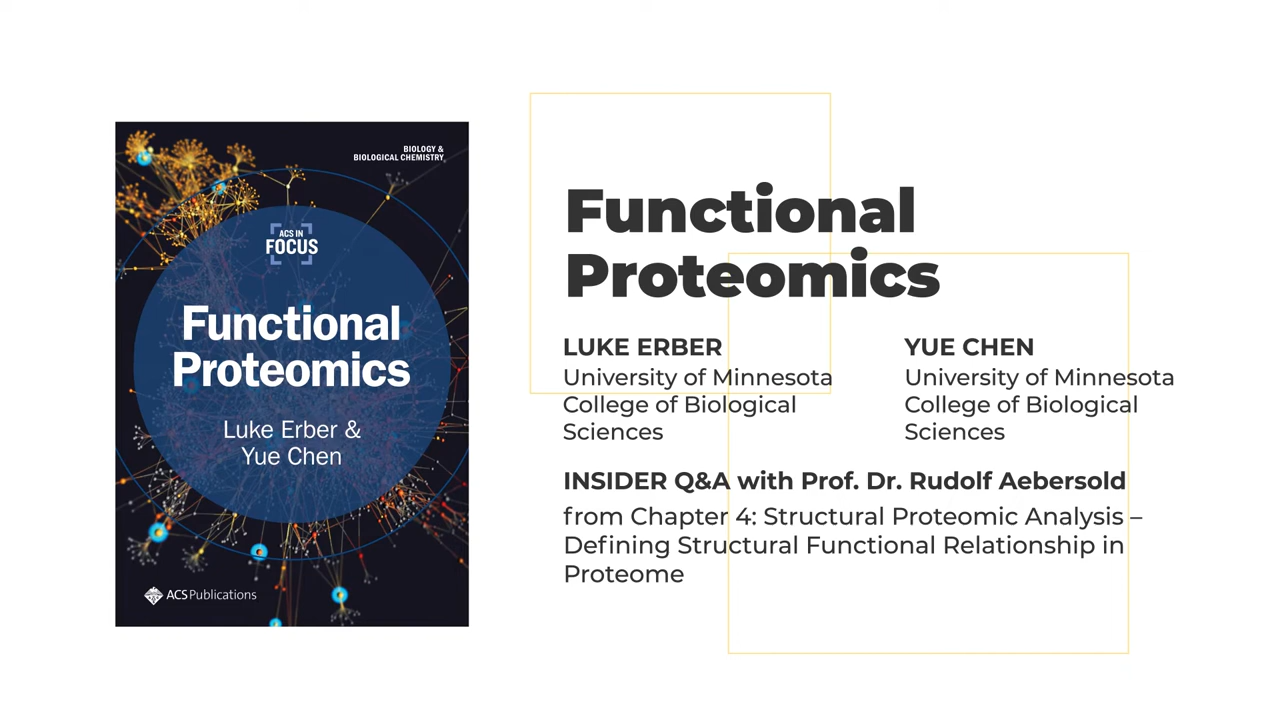 BIOLOGY &
BIOLOGICAL CHEMISTRY
ACS IN
FOCUS
Functional
Proteomics
Luke Erber &
Yue Chen
ACS Publications
Functional
Proteomics
LUKE ERBER
University of Minnesota
College of Biological
Sciences
YUE CHEN
University of Minnesota
College of Biological
Sciences
INSIDER Q&A with Prof. Dr. Rudolf Aebersold
from Chapter 4: Structural Proteomic Analysis –
Defining Structural Functional Relationship in
Proteome